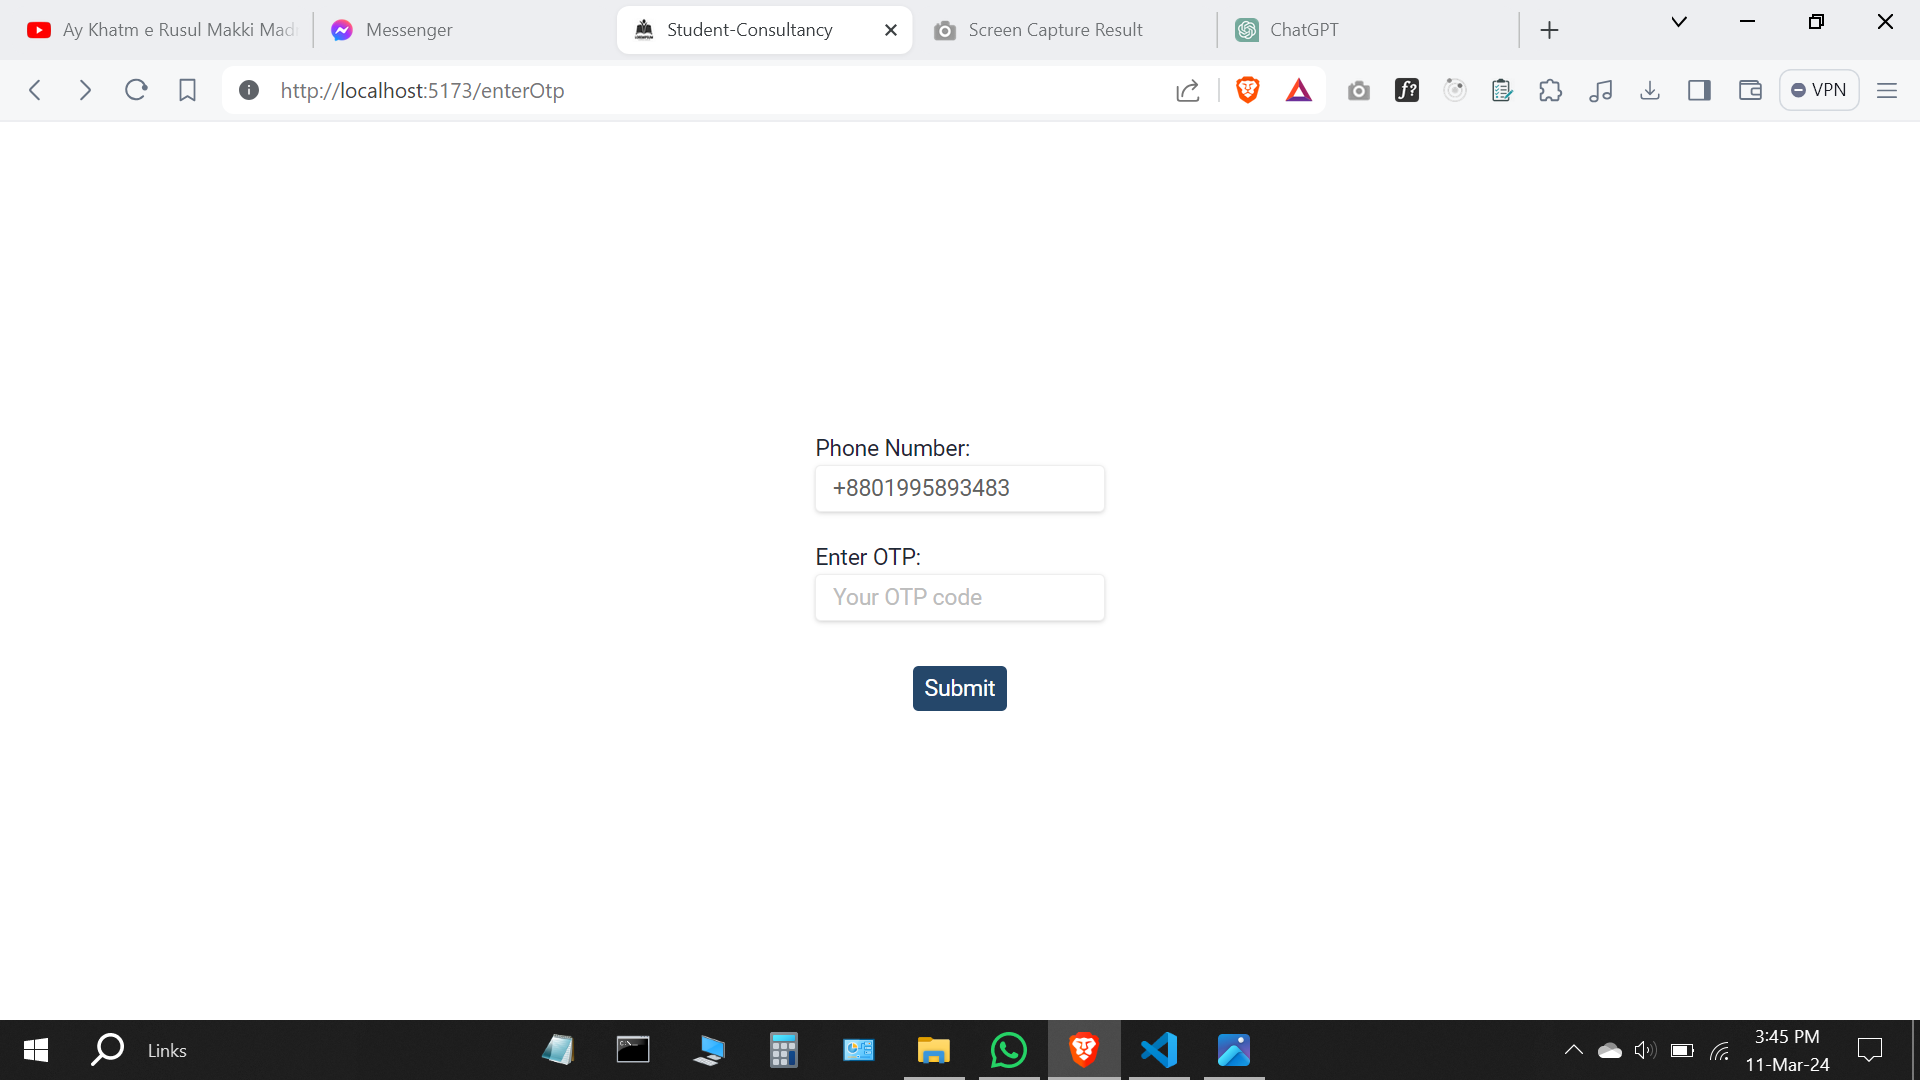 Ay Khatm e Rusul Makki Mad
Messenger
Student-Consultancy
Screen Capture Result
ChatGPT
http://localhost:5173/enterOtp
f?
VPN
Phone Number:
+8801995893483
Enter OTP:
Your OTP code
Submit
Links
3:45 PM
11-Mar-24